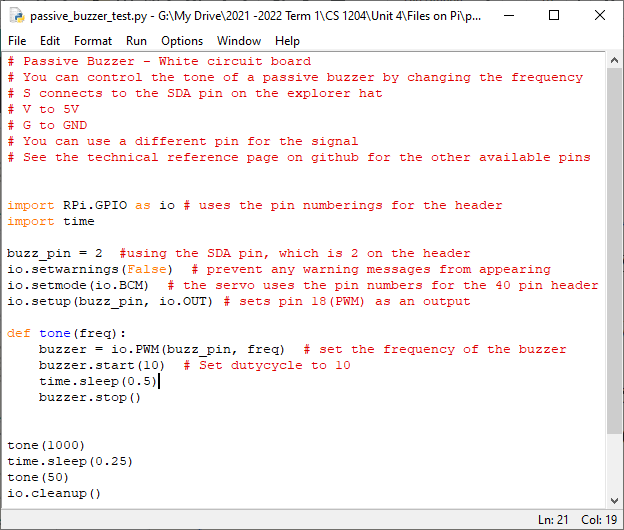 passive_buzzer_test.py - G:\My Drive\2021 -2022 Term 1\CS 1204\Unit 4\Files on Pi\p...
File Edit Format Run Options Window Help
# Passive Buzzer - White circuit board
# You can control the tone of a passive buzzer by changing the frequency
# S connects to the SDA pin on the explorer hat
# V to 5V
# G to GND
# You can use a different pin for the signal
# See the technical reference page on github for the other available pins
import RPi.GPIO as io # uses the pin numberings for the header
import time
buzz_pin = 2  #using the SDA pin, which is 2 on the header
io.setwarnings(False)  # prevent any warning messages from appearing
io.setmode(io.BCM)  # the servo uses the pin numbers for the 40 pin header
io.setup(buzz_pin, io.OUT) # sets pin 18(PWM) as an output
def tone(freq):
    buzzer = io.PWM(buzz_pin, freq)  # set the frequency of the buzzer
    buzzer.start(10)  # Set dutycycle to 10
    time.sleep(0.5)
    buzzer.stop()
tone(1000)
time.sleep(0.25)
tone(50)
io.cleanup()
Ln: 21 Col: 19